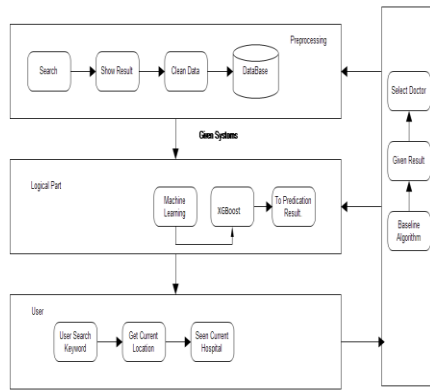 Preprocessing
Search
Show Result
Clean Data
DataBase
Given Systems
Logical Part
Machine
Learning
XGBoost
To Predication
Result
User
User Search
Keyword
Get Current
Location
Seen Current
Hospital
Select Doctor
Given Result
Baseline
Algorithm